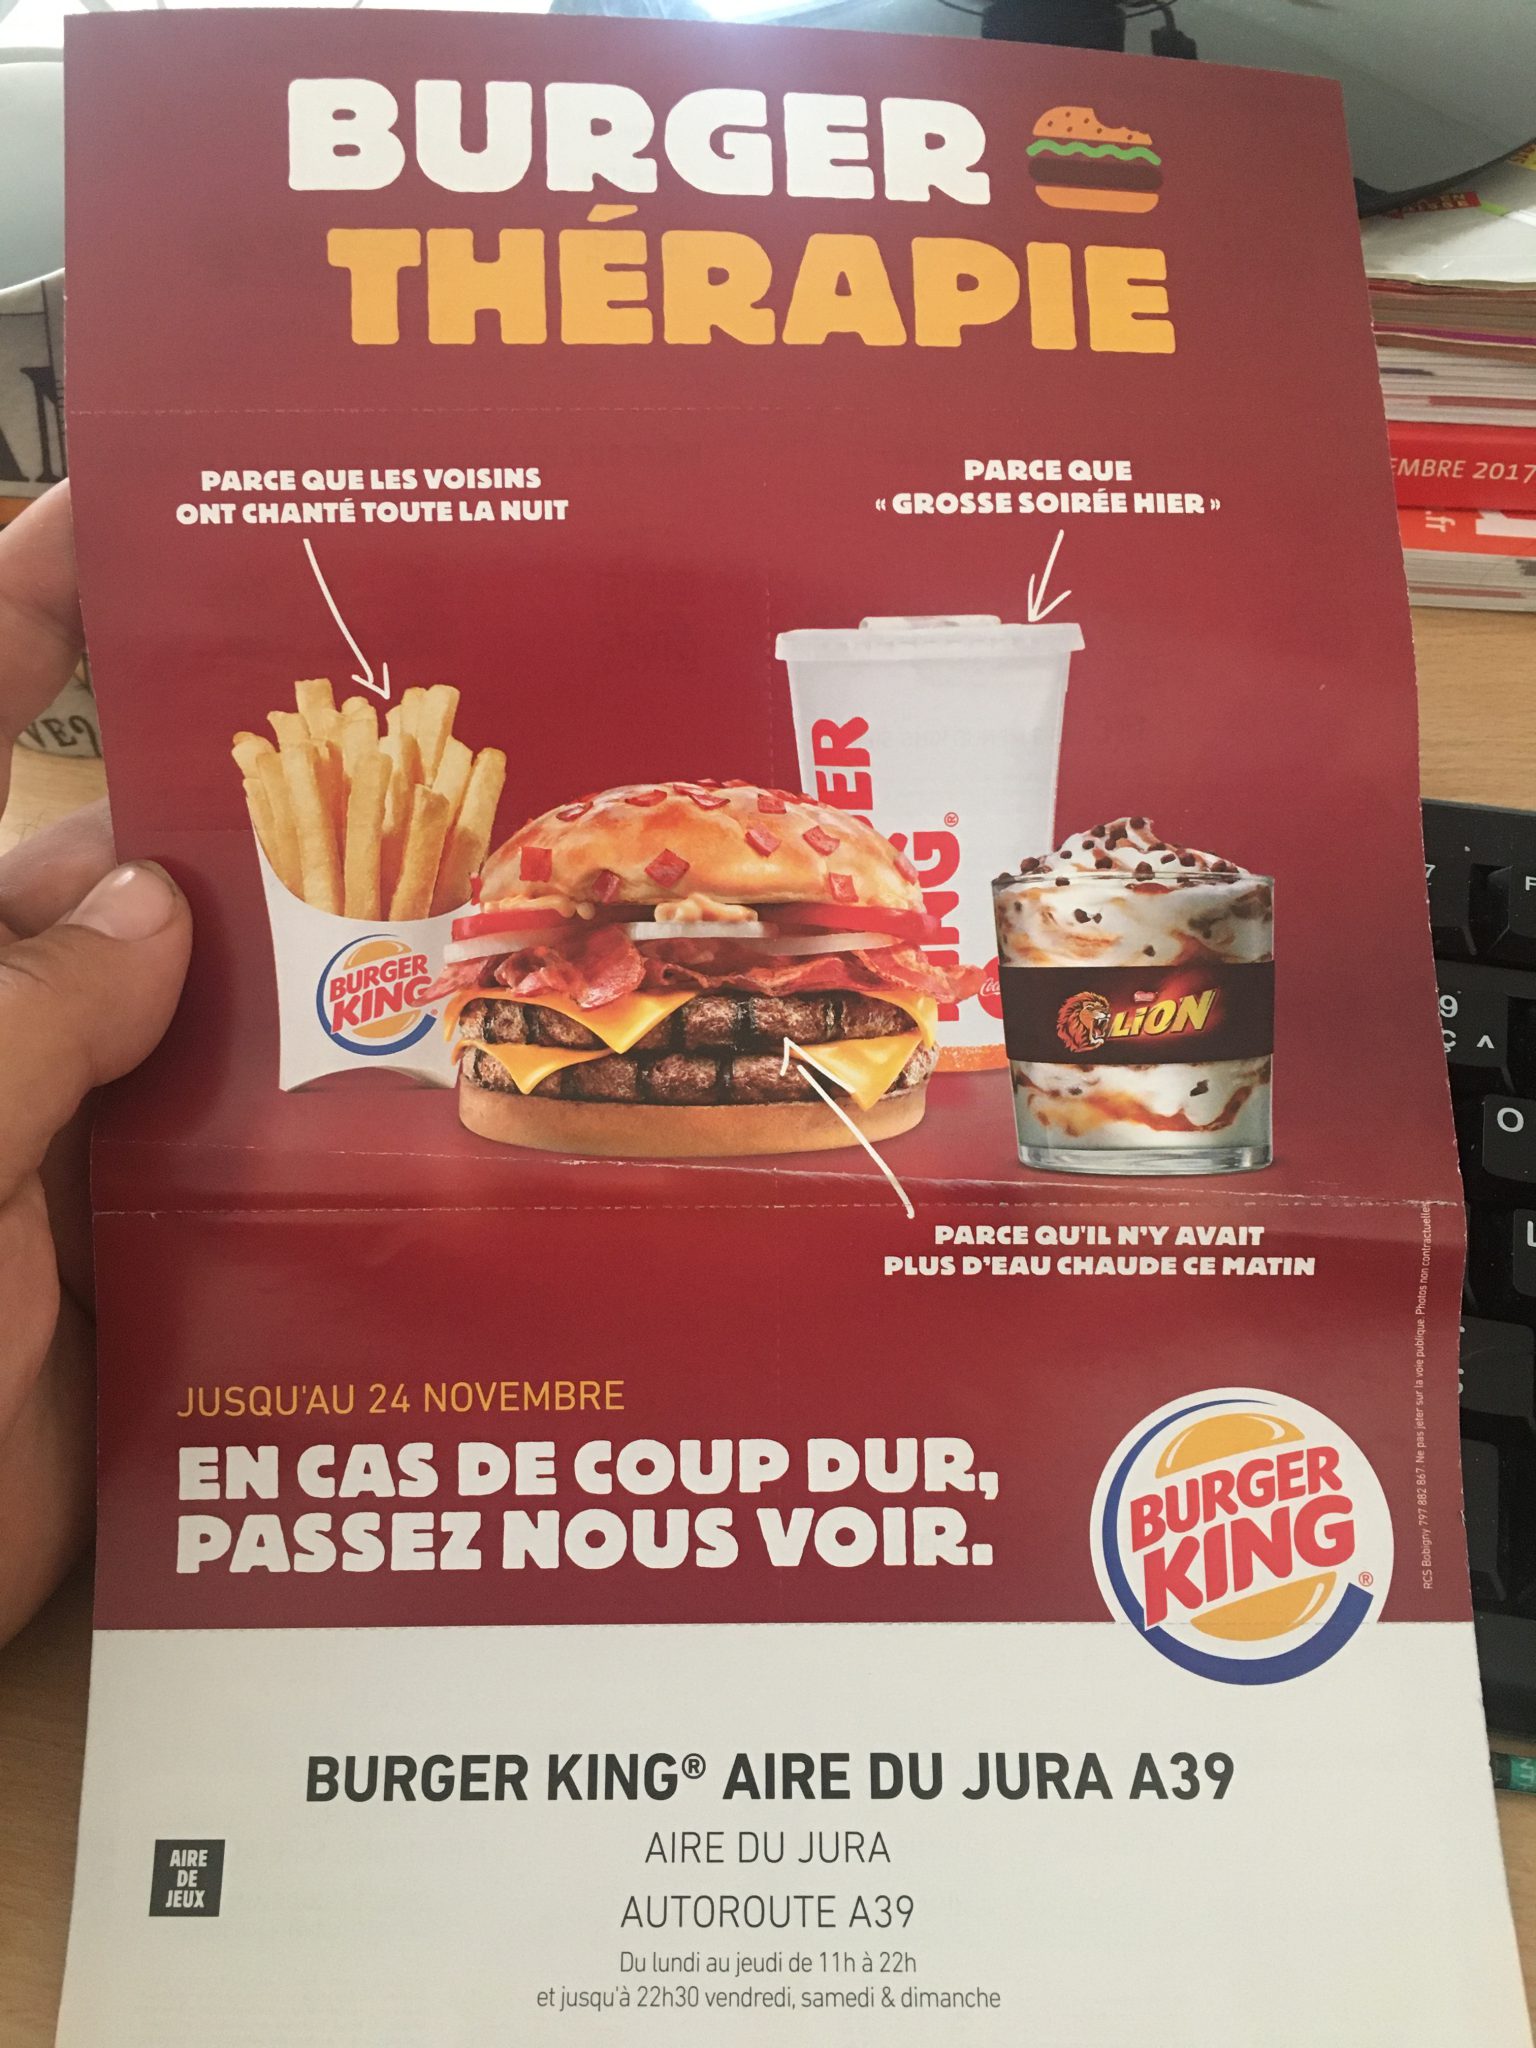 BURGER
THÉRAPIE
PARCE QUE LES VOISINS
ONT CHANTÉ TOUTE LA NUIT
PARCE QUE
« GROSSE SOIRÉE HIER »
EMBRE 2017
.fr
BURGER
KING
LION
PARCE QU'IL N'Y AVAIT
PLUS D'EAU CHAUDE CE MATIN
JUSQU'AU 24 NOVEMBRE
EN CAS DE COUP DUR,
PASSEZ NOUS VOIR.
BURGER
KING®
RCS Bobigny 797 882 867. Ne pas jeter sur la voie publique. Photos non contractuelles
BURGER KING® AIRE DU JURA A39
AIRE DU JURA
AUTOROUTE A39
AIRE
DE
JEUX
Du lundi au jeudi de 11h à 22h
et jusqu'à 22h30 vendredi, samedi & dimanche